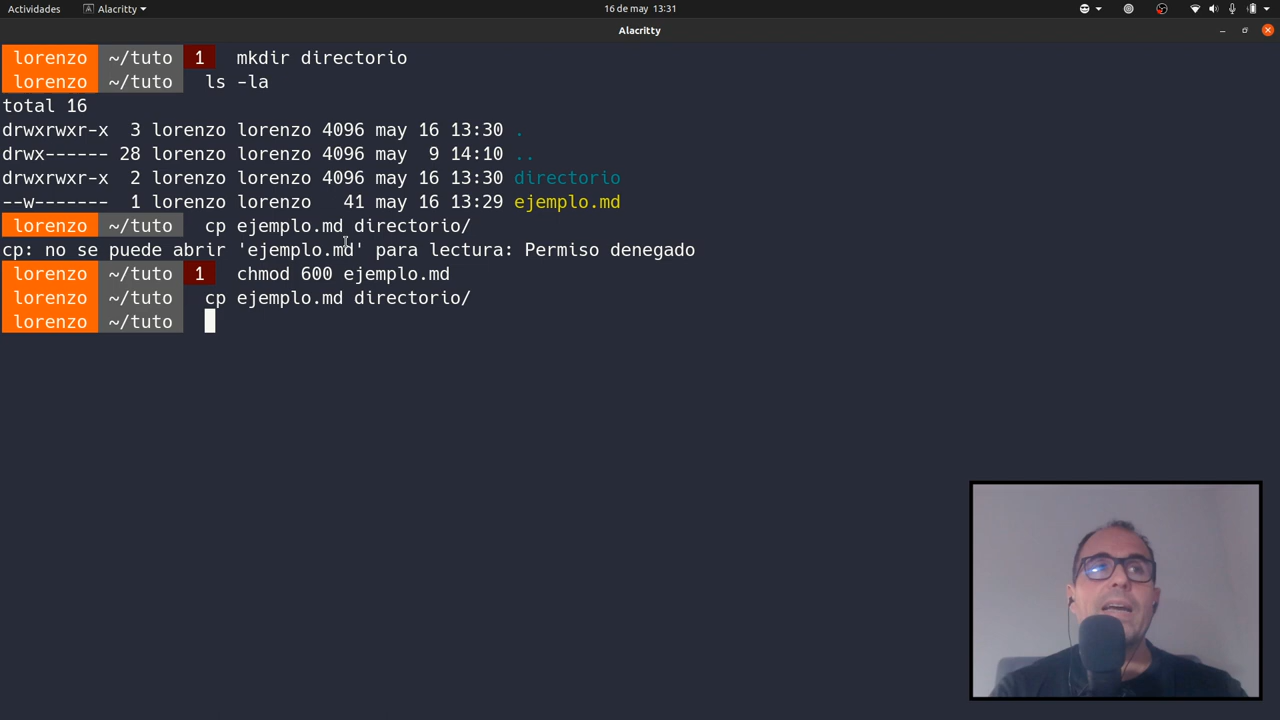 Actividades Alacritty 16 de may 13:31
Alacritty
lorenzo ~/tuto 1 mkdir directorio
lorenzo ~/tuto ls -la
total 16
drwxrwxr-x 3 lorenzo lorenzo 4096 may 16 13:30 .
drwx------ 28 lorenzo lorenzo 4096 may 9 14:10 ..
drwxrwxr-x 2 lorenzo lorenzo 4096 may 16 13:30 directorio
--w------- 1 lorenzo lorenzo 41 may 16 13:29 ejemplo.md
lorenzo ~/tuto cp ejemplo.md directorio/
cp: no se puede abrir 'ejemplo.md' para lectura: Permiso denegado
lorenzo ~/tuto 1 chmod 600 ejemplo.md
lorenzo ~/tuto cp ejemplo.md directorio/
lorenzo ~/tuto